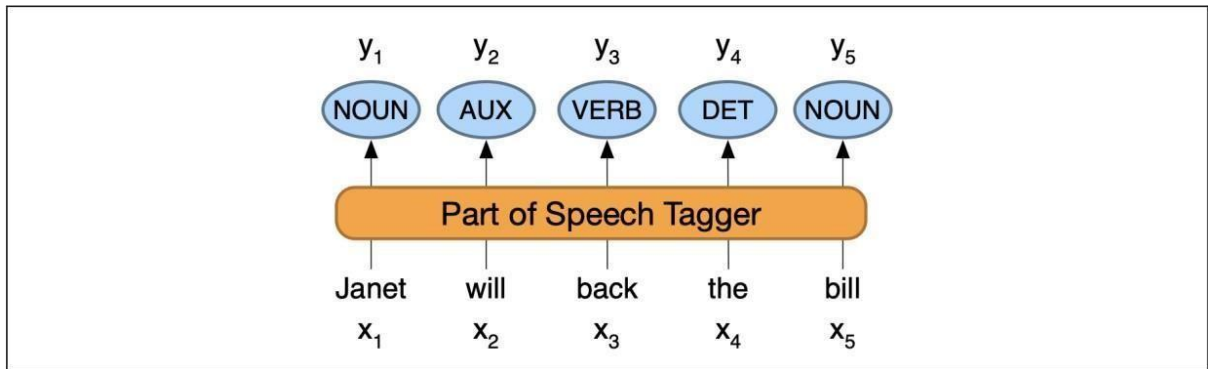 y₁ y₂ y₃ y₄ y₅
NOUN AUX VERB DET NOUN
Part of Speech Tagger
Janet will back the bill
x₁ x₂ x₃ x₄ x₅